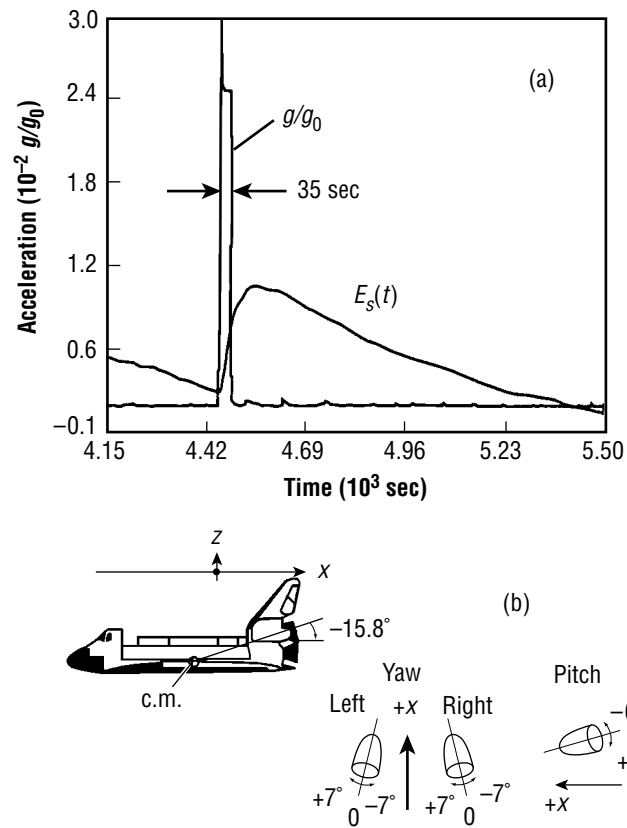 3.0
2.4
1.8
1.2
0.6
−0.1
Acceleration (10⁻² g/g₀)
(a)
g/g₀
35 sec
Eₛ(t)
4.15 4.42 4.69 4.96 5.23 5.50
Time (10³ sec)
z
x
−15.8°
c.m.
(b)
Yaw
Left +x Right
+7° 0 −7°
+7° 0 −7°
Pitch
+x